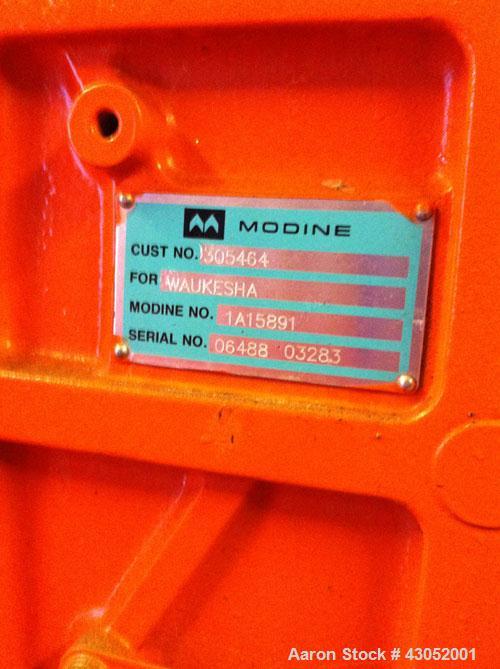 MODINE
CUST NO. 305464
FOR WAUKESHA
MODINE NO. 1A15891
SERIAL NO. 06488 03283
Aaron Stock # 43052001